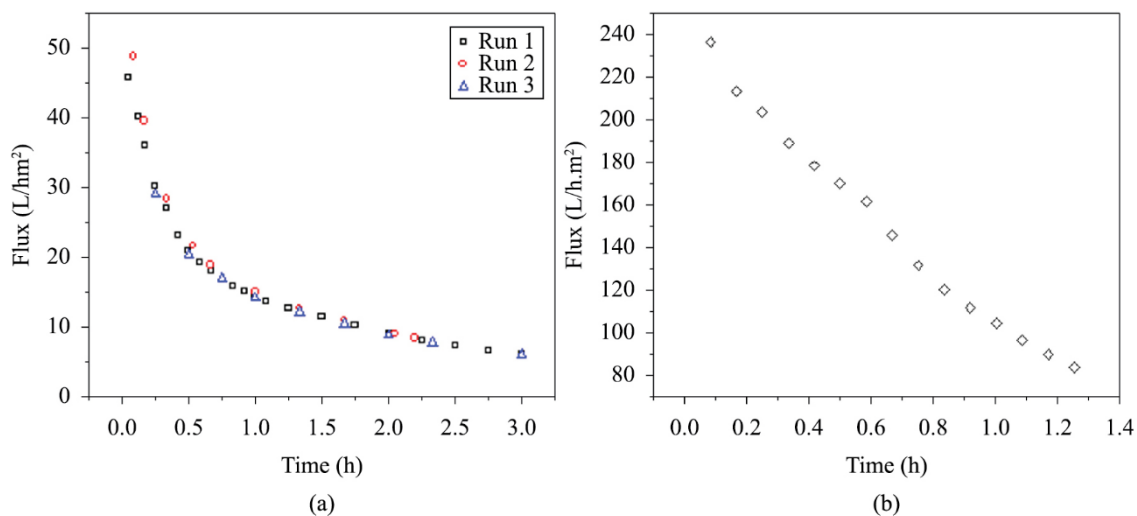 50
40
30
20
10
0
Flux (L/hm²)
Run 1
Run 2
Run 3
0.0 0.5 1.0 1.5 2.0 2.5 3.0
Time (h)
(a)
240
220
200
180
160
140
120
100
80
Flux (L/h.m²)
0.0 0.2 0.4 0.6 0.8 1.0 1.2 1.4
Time (h)
(b)